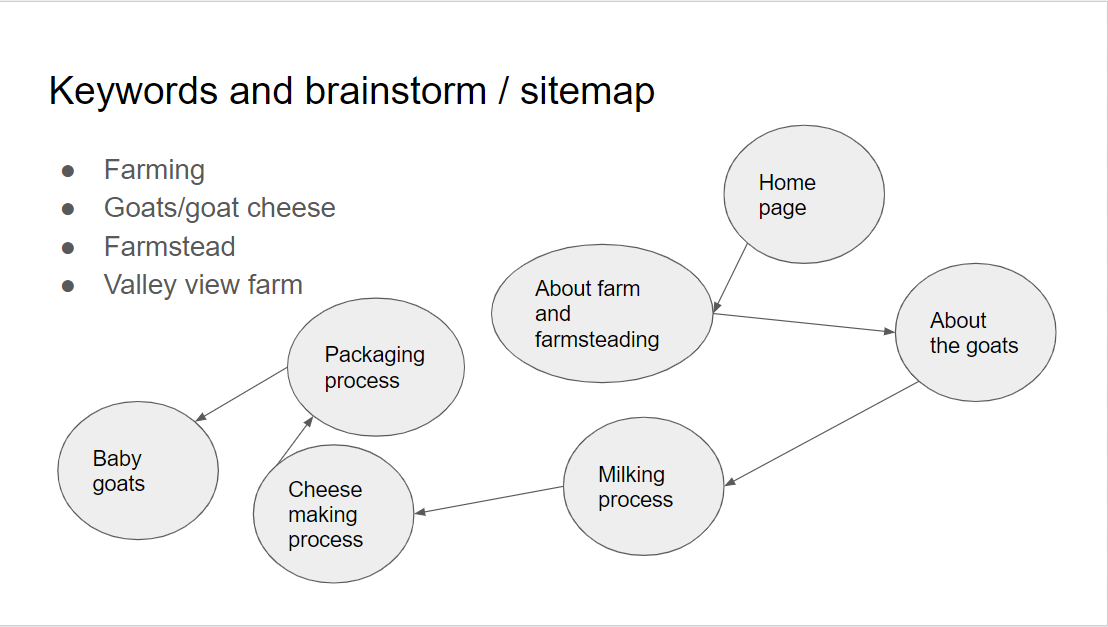 Keywords and brainstorm / sitemap
● Farming
● Goats/goat cheese
● Farmstead
● Valley view farm
Home
page
About farm
and
farmsteading
About
the goats
Packaging
process
Baby
goats
Cheese
making
process
Milking
process